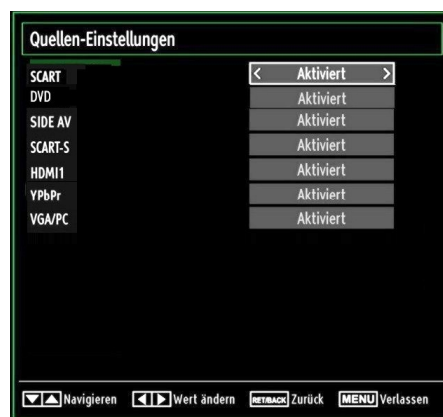 Quellen-Einstellungen
SCART < Aktiviert >
DVD Aktiviert
SIDE AV Aktiviert
SCART-S Aktiviert
HDMI1 Aktiviert
YPbPr Aktiviert
VGA/PC Aktiviert
Navigieren Wert ändern RET/BACK Zurück MENU Verlassen